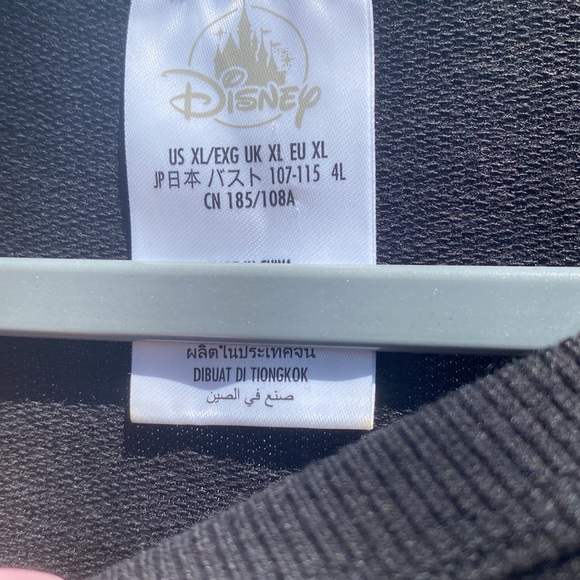 Disney
US XL/EXG UK XL EU XL
JP日本 バスト 107-115 4L
CN 185/108A
ผลิตในประเทศจีน
DIBUAT DI TIONGKOK
صنع في الصين